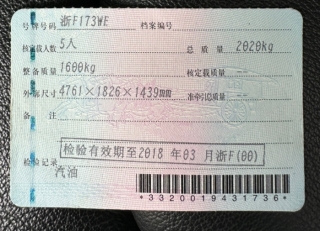 号牌号码 浙F173WE 档案编号
核定载人数 5人 总质量 2020kg
整备质量 1600kg 核定载质量 --
外廓尺寸 4761×1826×1439mm 准牵引总质量 --
备注
检验有效期至2018年03月浙F(00)
检验记录
汽油
*3320019431736*